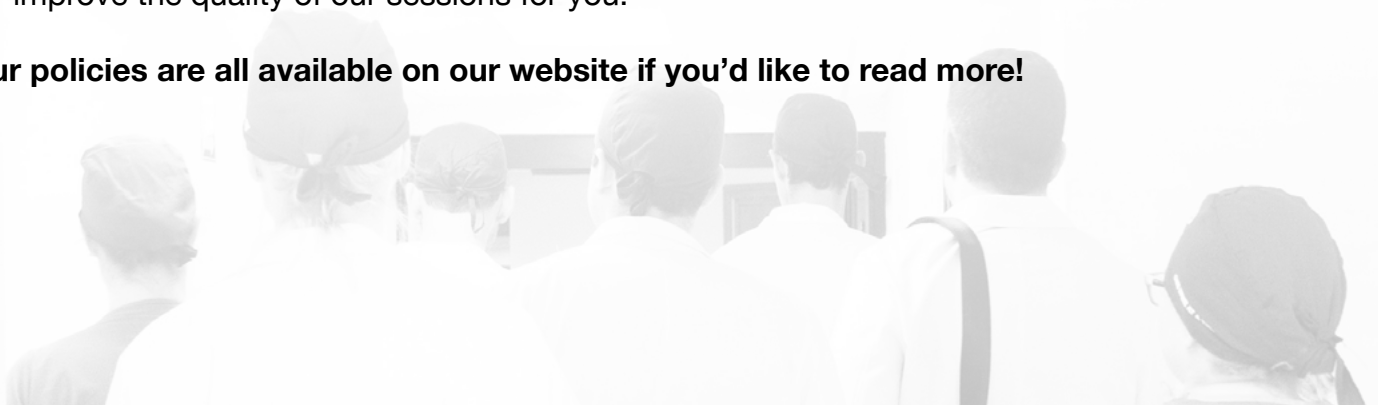 improve the quality of our sessions for you.
ur policies are all available on our website if you'd like to read more!